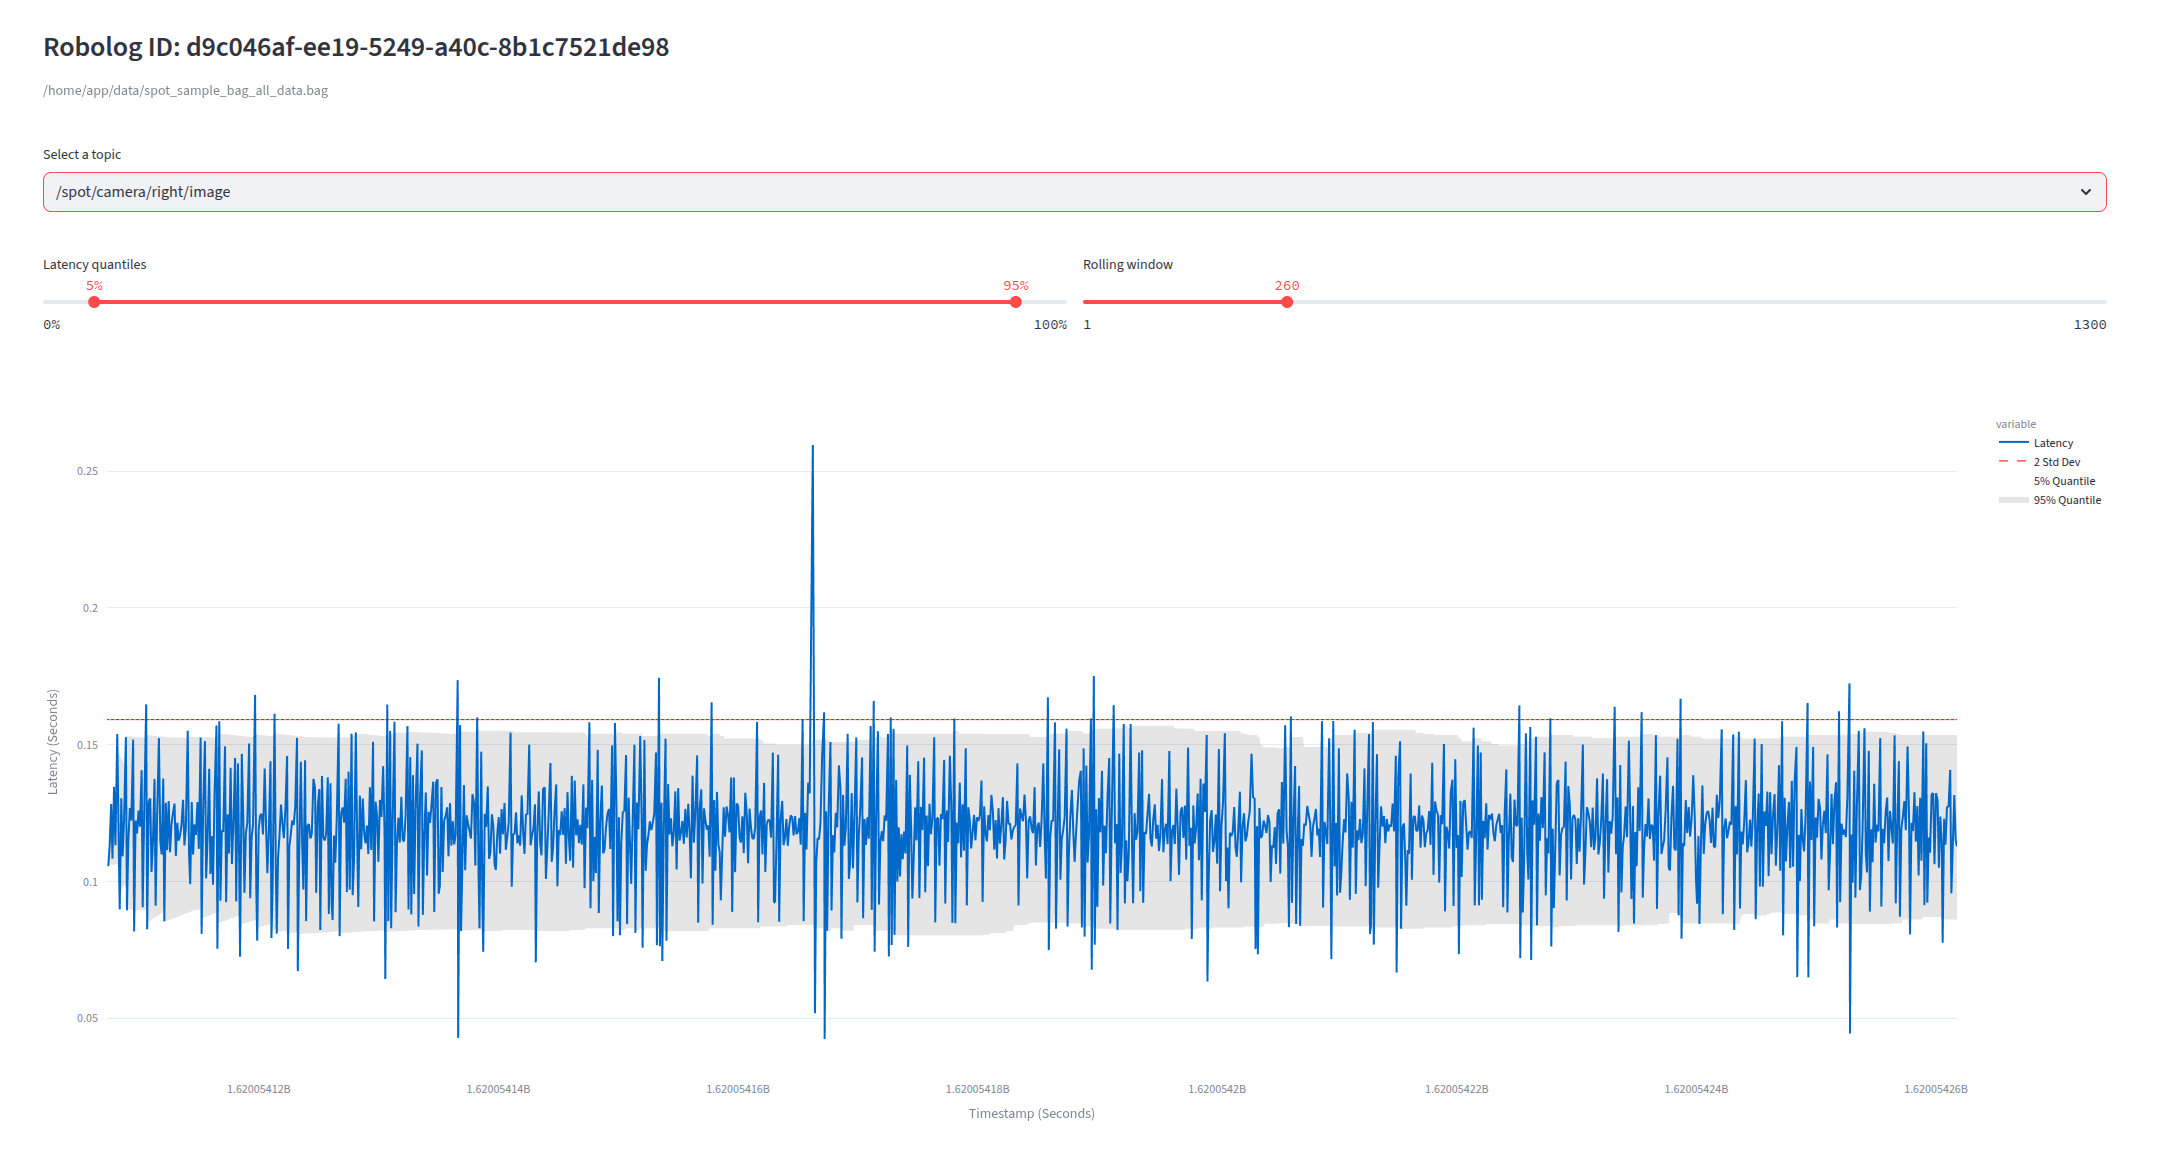 Robolog ID: d9c046af-ee19-5249-a40c-8b1c7521de98
/home/app/data/spot_sample_bag_all_data.bag
Select a topic
/spot/camera/right/image
Latency quantiles
5% 95%
0% 100%
Rolling window
260
1 1300
variable
Latency
2 Std Dev
5% Quantile
95% Quantile
0.25
0.2
0.15
0.1
0.05
Latency (Seconds)
1.62005412B 1.62005414B 1.62005416B 1.62005418B 1.6200542B 1.62005422B 1.62005424B 1.62005426B
Timestamp (Seconds)